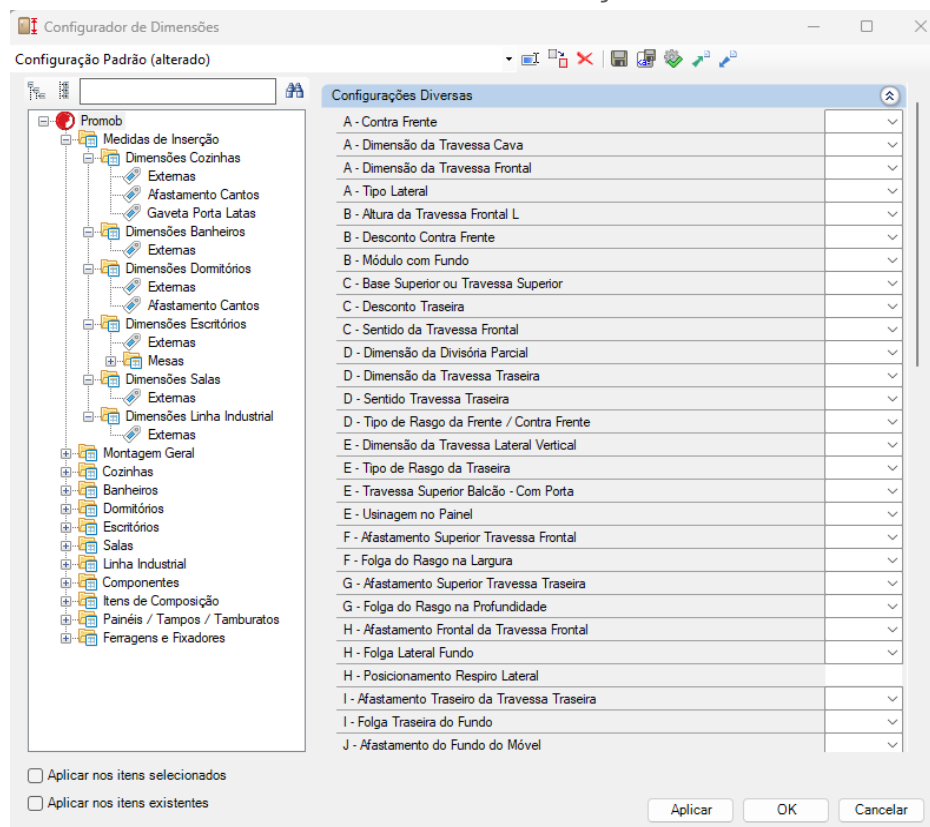 Configurador de Dimensões
Configuração Padrão (alterado)
Promob
Medidas de Inserção
Dimensões Cozinhas
Externas
Afastamento Cantos
Gaveta Porta Latas
Dimensões Banheiros
Externas
Dimensões Dormitórios
Externas
Afastamento Cantos
Dimensões Escritórios
Externas
Mesas
Dimensões Salas
Externas
Dimensões Linha Industrial
Externas
Montagem Geral
Cozinhas
Banheiros
Dormitórios
Escritórios
Salas
Linha Industrial
Componentes
Itens de Composição
Painéis / Tampos / Tamburatos
Ferragens e Fixadores
Configurações Diversas
A - Contra Frente
A - Dimensão da Travessa Cava
A - Dimensão da Travessa Frontal
A - Tipo Lateral
B - Altura da Travessa Frontal L
B - Desconto Contra Frente
B - Módulo com Fundo
C - Base Superior ou Travessa Superior
C - Desconto Traseira
C - Sentido da Travessa Frontal
D - Dimensão da Divisória Parcial
D - Dimensão da Travessa Traseira
D - Sentido Travessa Traseira
D - Tipo de Rasgo da Frente / Contra Frente
E - Dimensão da Travessa Lateral Vertical
E - Tipo de Rasgo da Traseira
E - Travessa Superior Balcão - Com Porta
E - Usinagem no Painel
F - Afastamento Superior Travessa Frontal
F - Folga do Rasgo na Largura
G - Afastamento Superior Travessa Traseira
G - Folga do Rasgo na Profundidade
H - Afastamento Frontal da Travessa Frontal
H - Folga Lateral Fundo
H - Posicionamento Respiro Lateral
I - Afastamento Traseiro da Travessa Traseira
I - Folga Traseira do Fundo
J - Afastamento do Fundo do Móvel
Aplicar nos itens selecionados
Aplicar nos itens existentes
Aplicar
OK
Cancelar